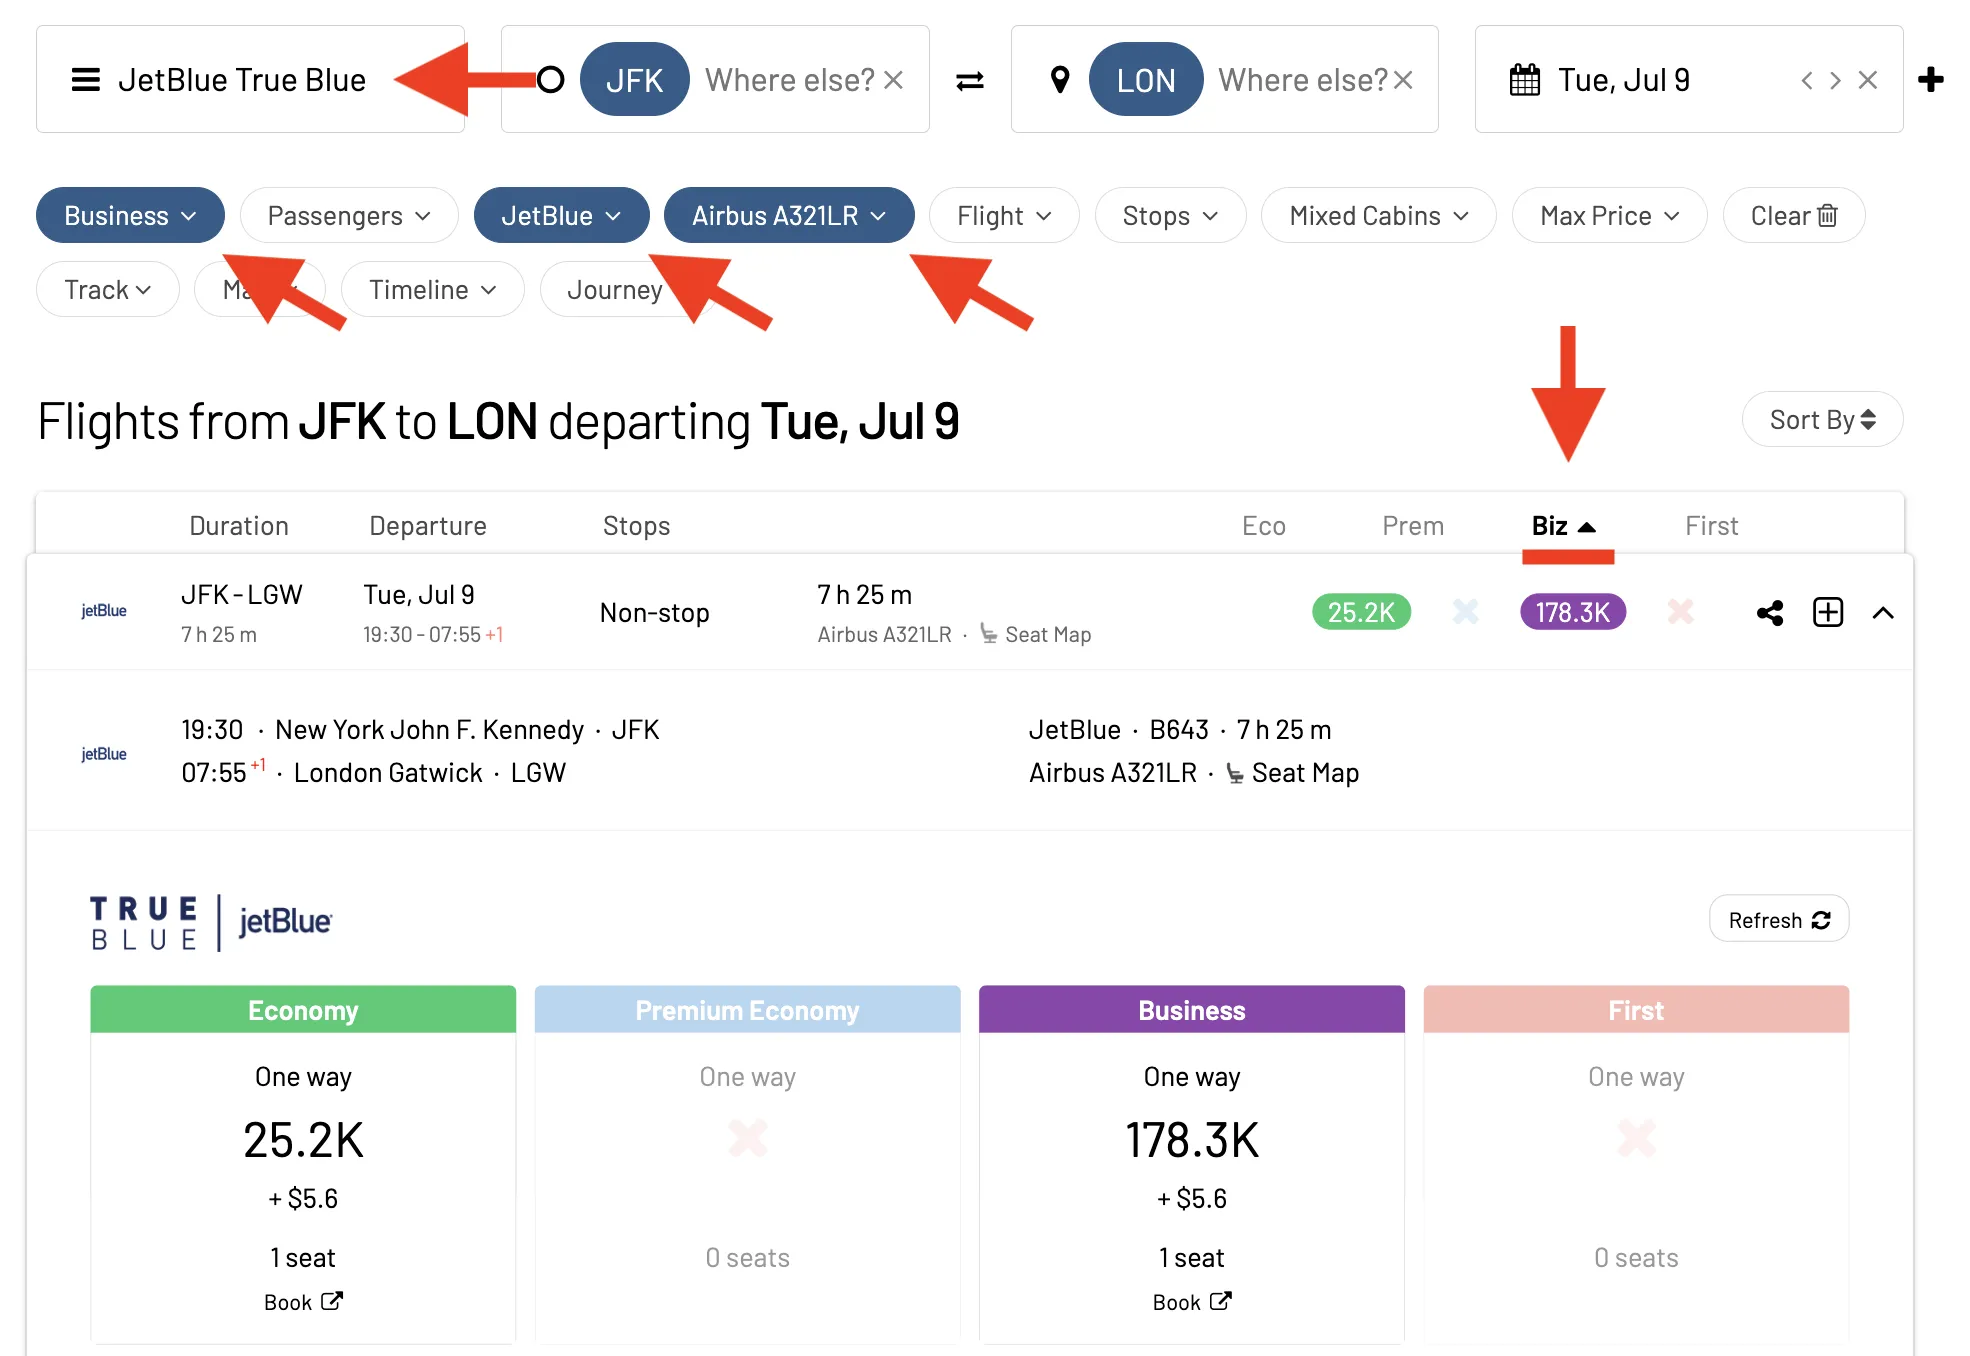 JetBlue True Blue JFK Where else? LON Where else? Tue, Jul 9
Business Passengers JetBlue Airbus A321LR Flight Stops Mixed Cabins Max Price Clear
Track Timeline Journey
Flights from JFK to LON departing Tue, Jul 9
Sort By
Duration Departure Stops Eco Prem Biz First
jetBlue JFK - LGW Tue, Jul 9 Non-stop 7 h 25 m 25.2K 178.3K
7 h 25 m 19:30 - 07:55 +1 Airbus A321LR · Seat Map
jetBlue 19:30 · New York John F. Kennedy · JFK JetBlue · B643 · 7 h 25 m
07:55 +1 · London Gatwick · LGW Airbus A321LR · Seat Map
TRUE BLUE jetBlue Refresh
Economy Premium Economy Business First
One way One way One way One way
25.2K 178.3K
+ $5.6 + $5.6
1 seat 0 seats 1 seat 0 seats
Book Book